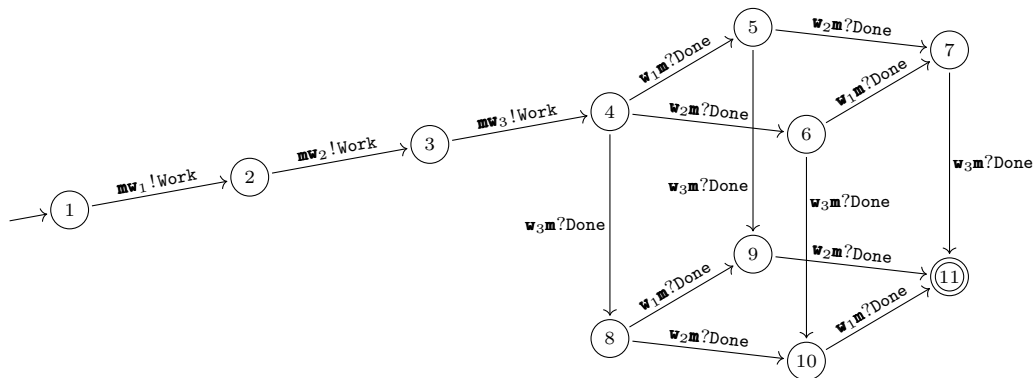 5
w₂m?Done
7
w₁m?Done
4
w₂m?Done
6
w₁m?Done
mw₃!Work
3
mw₂!Work
2
mw₁!Work
1
w₃m?Done
w₃m?Done
w₃m?Done
w₃m?Done
9
w₂m?Done
11
w₁m?Done
8
w₂m?Done
10
w₁m?Done